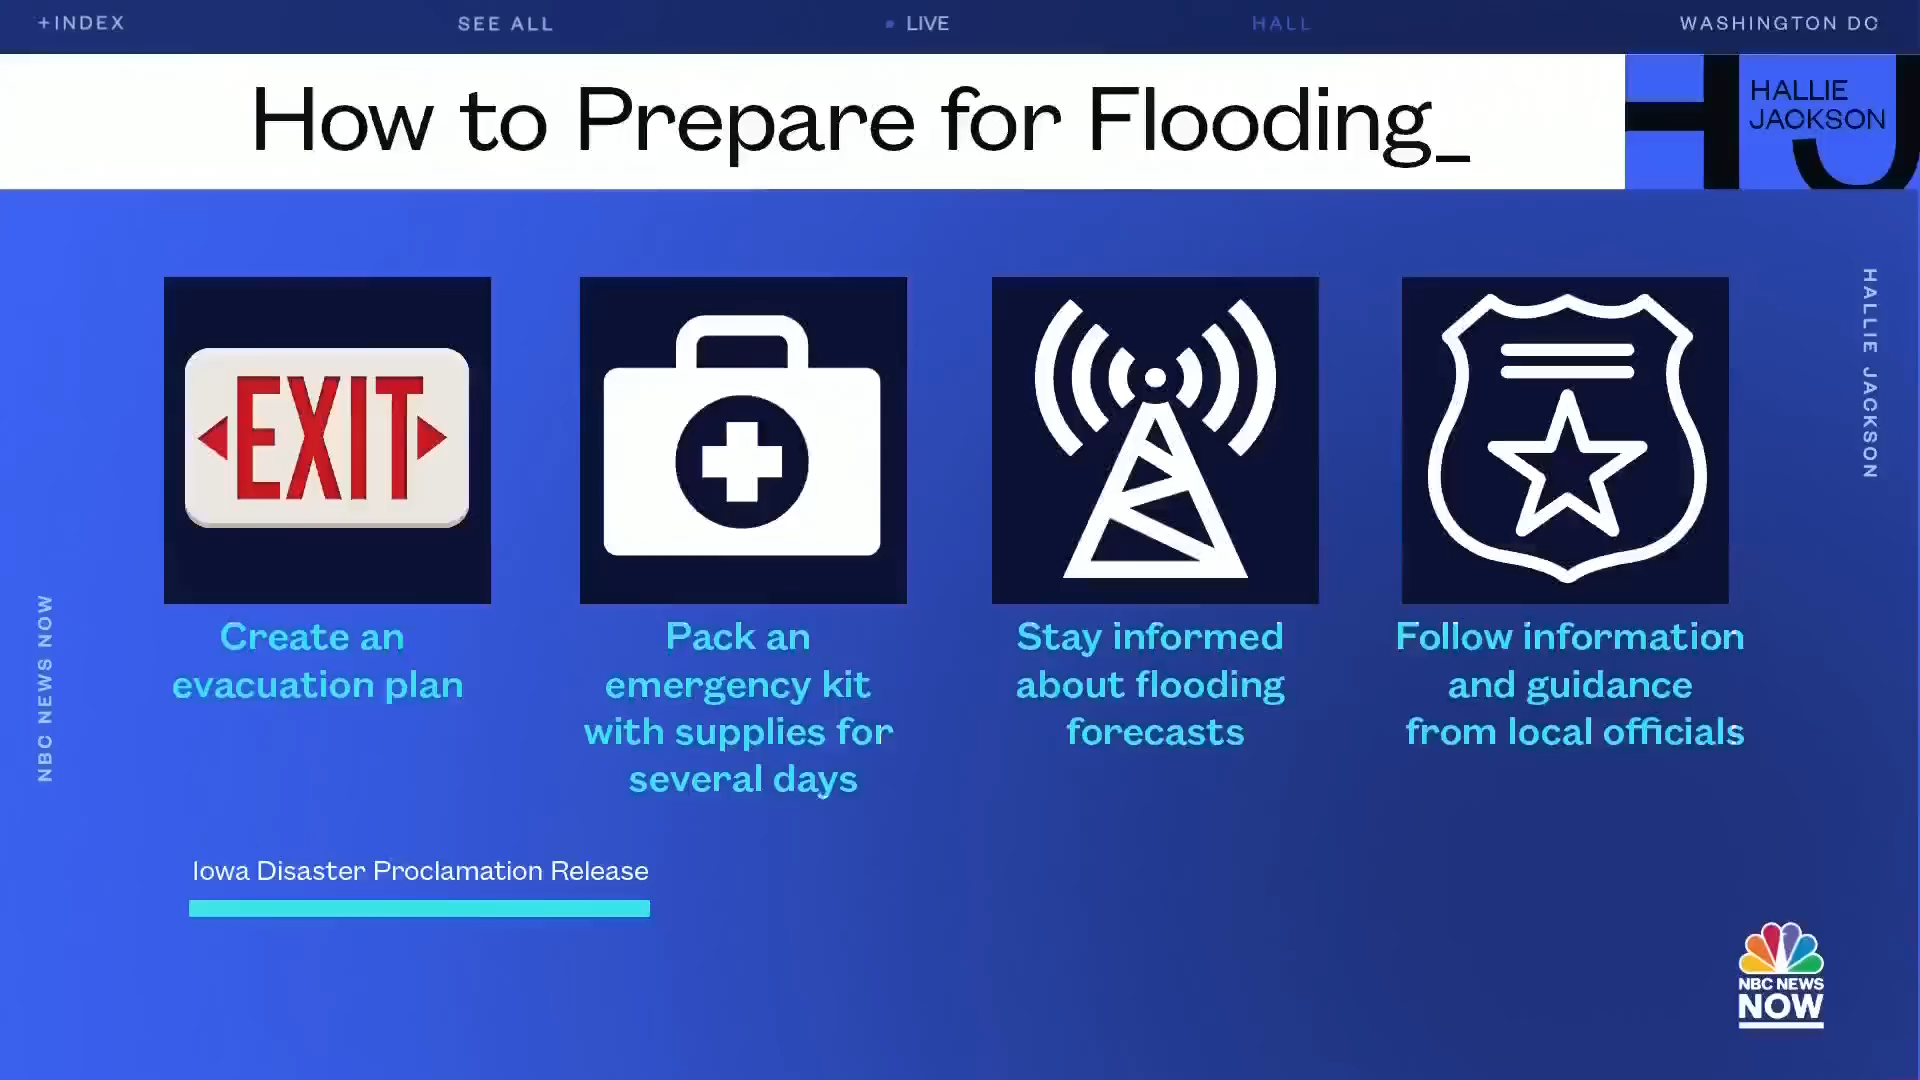 +INDEX
SEE ALL
LIVE
HALL
WASHINGTON DC
How to Prepare for Flooding_
HALLIE
JACKSON
HJ
EXIT
Create an
evacuation plan
Pack an
emergency kit
with supplies for
several days
Stay informed
about flooding
forecasts
Follow information
and guidance
from local officials
HALLIE JACKSON
NBC NEWS NOW
Iowa Disaster Proclamation Release
NBC NEWS
NOW